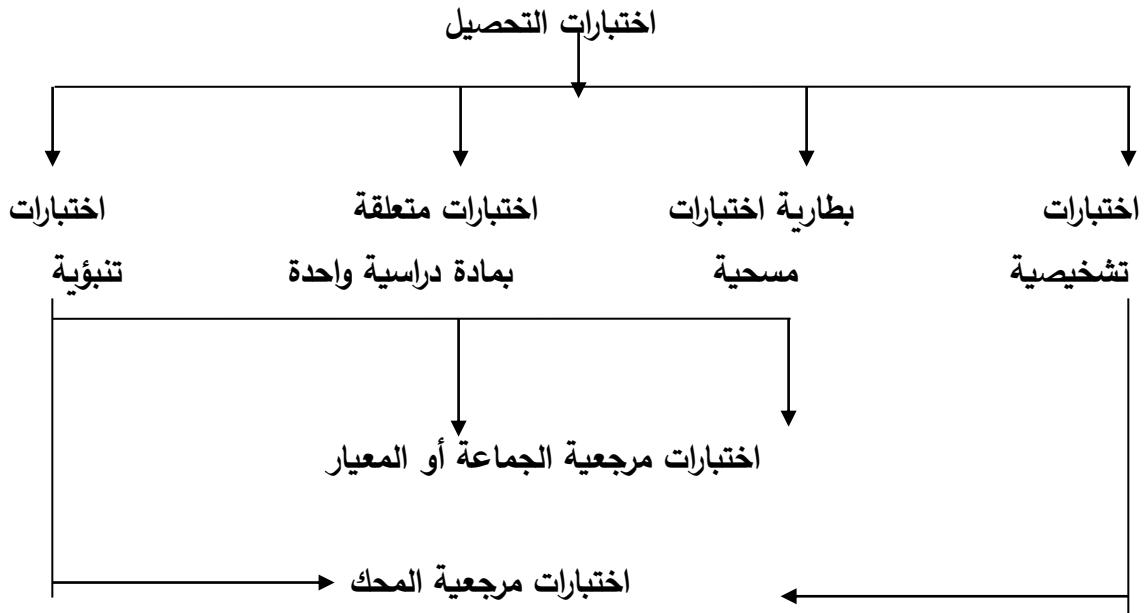 اختبارات التحصيل
اختبارات
تشخيصية
بطارية اختبارات
مسحية
اختبارات متعلقة
بمادة دراسية واحدة
اختبارات
تنبؤية
اختبارات مرجعية الجماعة أو المعيار
اختبارات مرجعية المحك